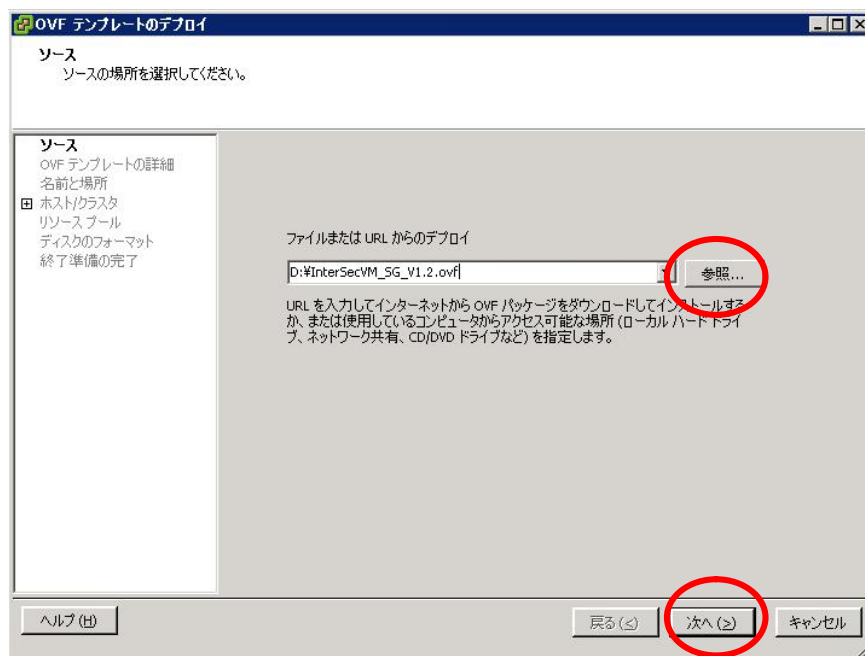 OVF テンプレートのデプロイ
ソース
ソースの場所を選択してください。
ソース
OVF テンプレートの詳細
名前と場所
ホスト/クラスタ
リソース プール
ディスクのフォーマット
終了準備の完了
ファイルまたは URL からのデプロイ
D:¥InterSecVM_SG_V1.2.ovf
参照...
URL を入力してインターネットから OVF パッケージをダウンロードしてインストールする
か、または使用しているコンピュータからアクセス可能な場所 (ローカル ハード ドライ
ブ、ネットワーク共有、CD/DVD ドライブなど) を指定します。
ヘルプ (H)
戻る (≤)
次へ (≥)
キャンセル